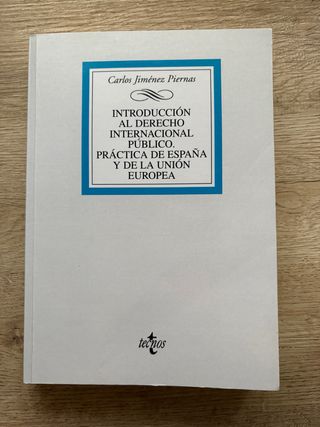 Carlos Jiménez Piernas
INTRODUCCIÓN
AL DERECHO
INTERNACIONAL
PÚBLICO.
PRÁCTICA DE ESPAÑA
Y DE LA UNIÓN
EUROPEA
tecnos